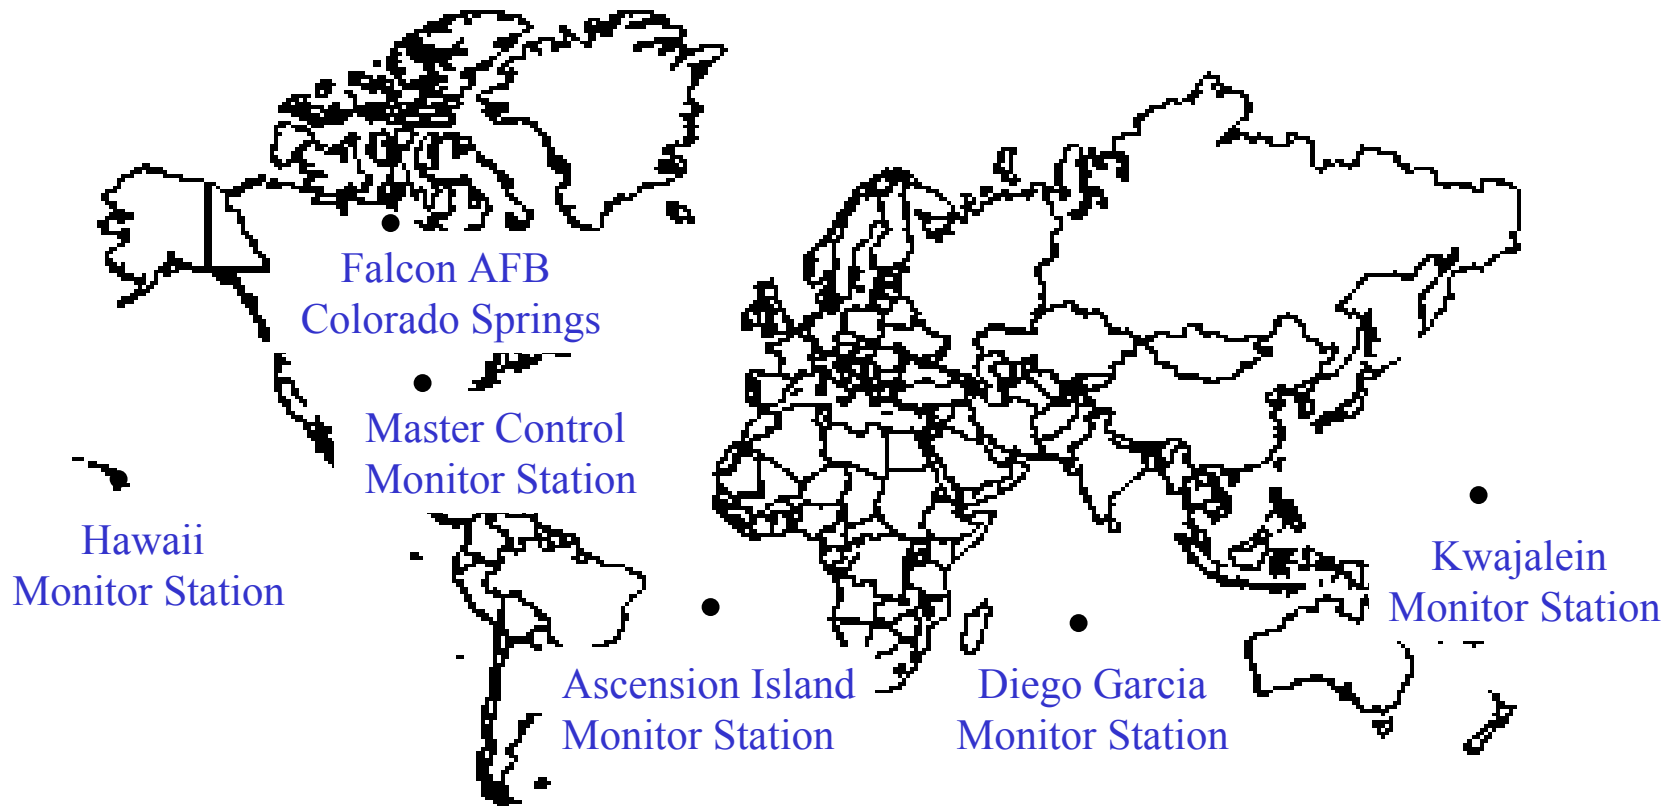 Falcon AFB
Colorado Springs
Master Control
Monitor Station
Hawaii
Monitor Station
Ascension Island
Monitor Station
Diego Garcia
Monitor Station
Kwajalein
Monitor Station